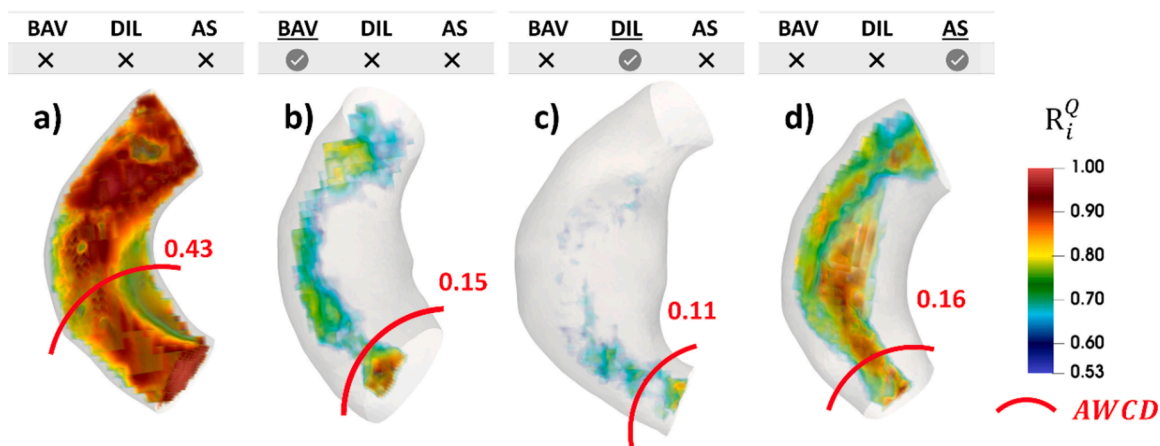 BAV DIL AS
× × ×
BAV DIL AS
✓ × ×
BAV DIL AS
× ✓ ×
BAV DIL AS
× × ✓
a)
b)
c)
d)
0.43
0.15
0.11
0.16
R_i^Q
1.00
0.90
0.80
0.70
0.60
0.53
AWCD